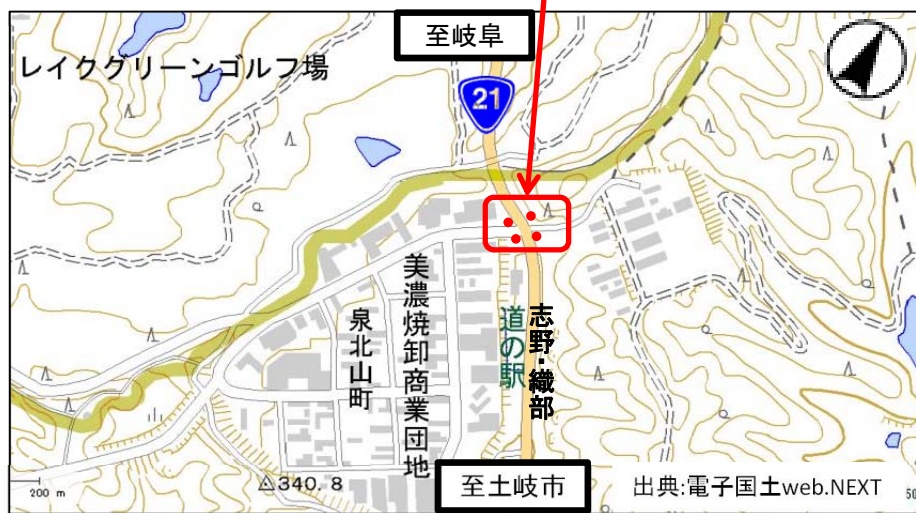 至岐阜
レイクグリーンゴルフ場
21
美濃焼卸商業団地
泉北山町
道の駅
志野・織部
200 m
△340.8
至土岐市
出典:電子国土web.NEXT
50